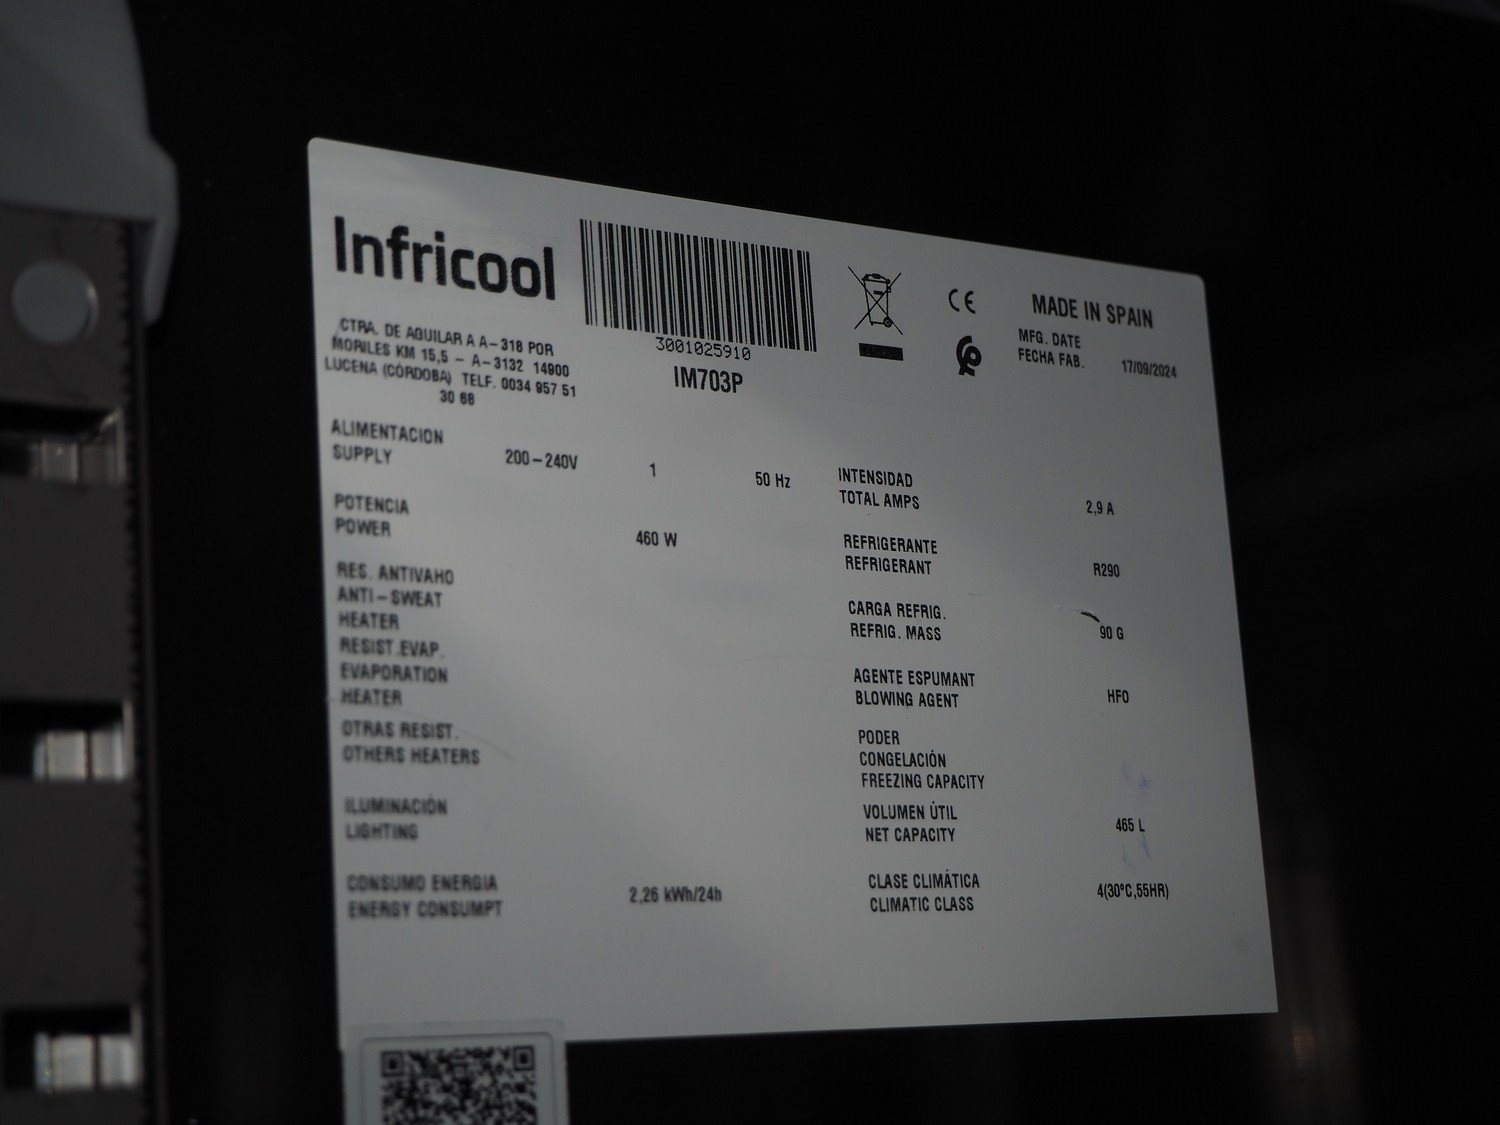 Infricool
3001025910
IM703P
CE
MADE IN SPAIN
MFG. DATE
FECHA FAB. 17/09/2024
CTRA. DE AGUILAR A A-318 POR
MORILES KM 15,5 - A-3132 14900
LUCENA (CÓRDOBA) TELF. 0034 957 51
30 68
ALIMENTACION
SUPPLY 200-240V 1 50 Hz
POTENCIA
POWER 460 W
RES. ANTIVAHO
ANTI-SWEAT
HEATER
RESIST.EVAP.
EVAPORATION
HEATER
OTRAS RESIST.
OTHERS HEATERS
ILUMINACIÓN
LIGHTING
CONSUMO ENERGIA
ENERGY CONSUMPT 2,26 kWh/24h
INTENSIDAD
TOTAL AMPS 2,9 A
REFRIGERANTE
REFRIGERANT R290
CARGA REFRIG.
REFRIG. MASS 90 G
AGENTE ESPUMANT
BLOWING AGENT HFO
PODER
CONGELACIÓN
FREEZING CAPACITY
VOLUMEN ÚTIL
NET CAPACITY 465 L
CLASE CLIMÁTICA
CLIMATIC CLASS 4(30ºC,55HR)